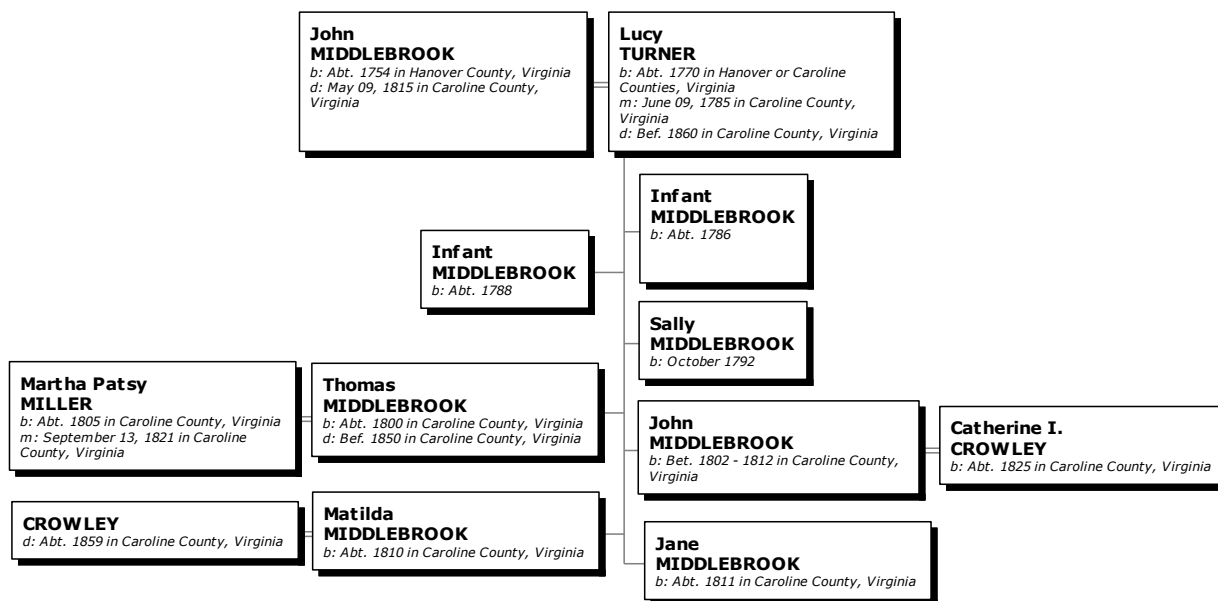 John
MIDDLEBROOK
b: Abt. 1754 in Hanover County, Virginia
d: May 09, 1815 in Caroline County,
Virginia
Lucy
TURNER
b: Abt. 1770 in Hanover or Caroline
Counties, Virginia
m: June 09, 1785 in Caroline County,
Virginia
d: Bef. 1860 in Caroline County, Virginia
Infant
MIDDLEBROOK
b: Abt. 1786
Infant
MIDDLEBROOK
b: Abt. 1788
Sally
MIDDLEBROOK
b: October 1792
Martha Patsy
MILLER
b: Abt. 1805 in Caroline County, Virginia
m: September 13, 1821 in Caroline
County, Virginia
Thomas
MIDDLEBROOK
b: Abt. 1800 in Caroline County, Virginia
d: Bef. 1850 in Caroline County, Virginia
John
MIDDLEBROOK
b: Bet. 1802 - 1812 in Caroline County,
Virginia
Catherine I.
CROWLEY
b: Abt. 1825 in Caroline County, Virginia
CROWLEY
d: Abt. 1859 in Caroline County, Virginia
Matilda
MIDDLEBROOK
b: Abt. 1810 in Caroline County, Virginia
Jane
MIDDLEBROOK
b: Abt. 1811 in Caroline County, Virginia